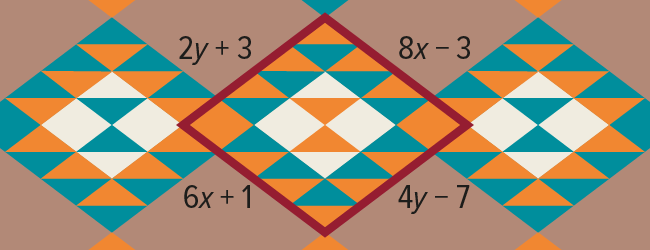 2y + 3
8x − 3
6x + 1
4y − 7